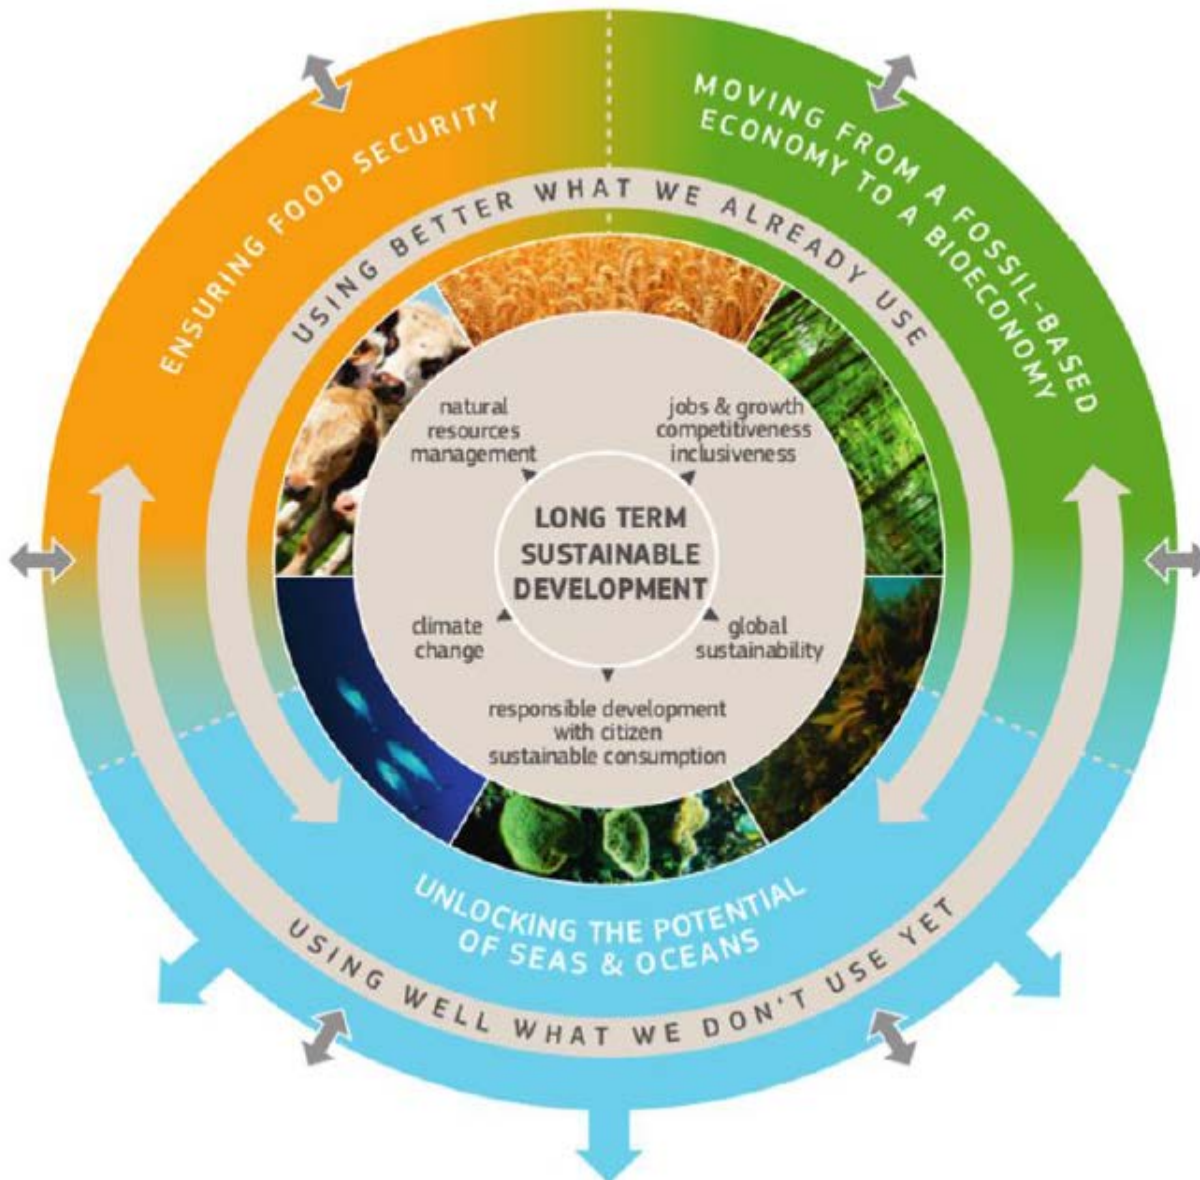 ENSURING FOOD SECURITY
MOVING FROM A FOSSIL-BASED
ECONOMY TO A BIOECONOMY
USING BETTER WHAT WE ALREADY USE
natural
resources
management
jobs & growth
competitiveness
inclusiveness
LONG TERM
SUSTAINABLE
DEVELOPMENT
climate
change
global
sustainability
responsible development
with citizen
sustainable consumption
UNLOCKING THE POTENTIAL
OF SEAS & OCEANS
USING WELL WHAT WE DON'T USE YET